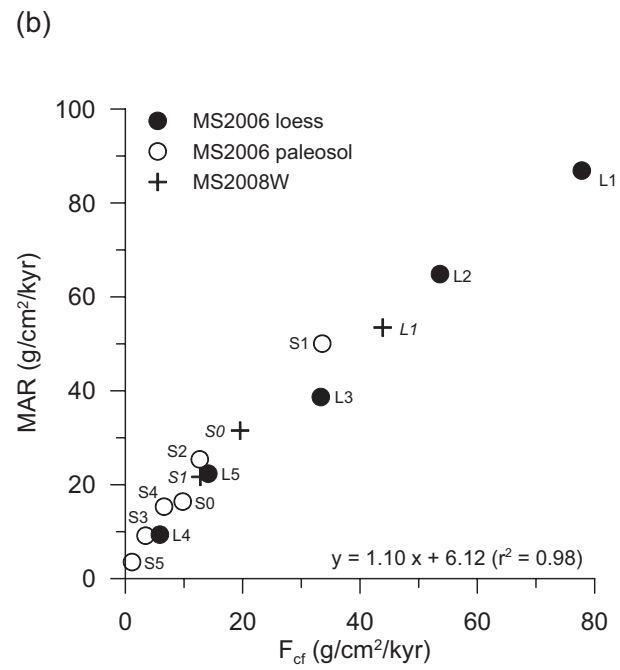 (b)
100
MS2006 loess
MS2006 paleosol
MS2008W
L1
80
L2
60
L1
S1
L3
40
S0
S2
L5
S1
20
S4
S0
S3
L4
S5
y = 1.10 x + 6.12 (r² = 0.98)
0
0 20 40 60 80
MAR (g/cm²/kyr)
F_cf (g/cm²/kyr)